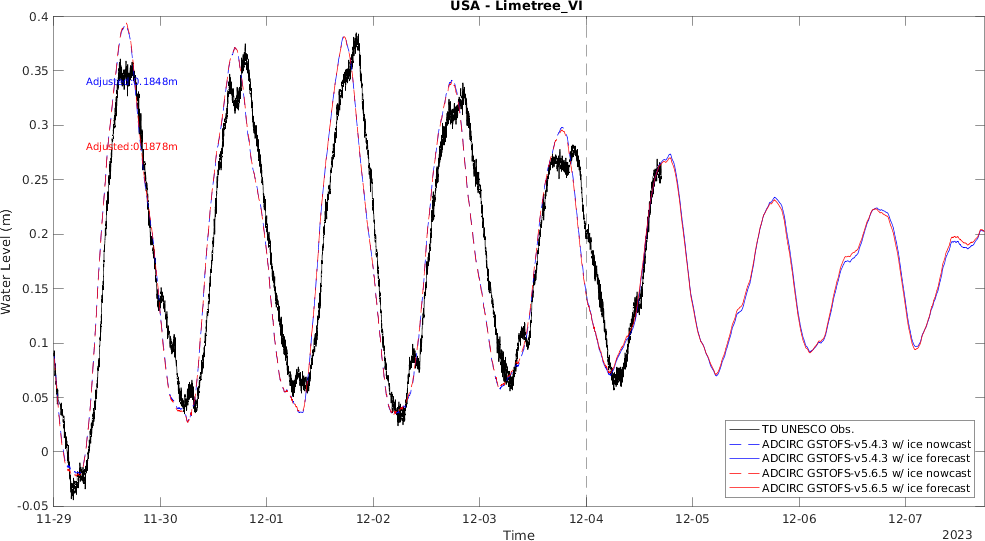 USA - Limetree_VI
0.4
0.35
0.3
0.25
0.2
0.15
0.1
0.05
0
-0.05
Water Level (m)
Adjusted:0.1848m
Adjusted:0.1878m
TD UNESCO Obs.
ADCIRC GSTOFS-v5.4.3 w/ ice nowcast
ADCIRC GSTOFS-v5.4.3 w/ ice forecast
ADCIRC GSTOFS-v5.6.5 w/ ice nowcast
ADCIRC GSTOFS-v5.6.5 w/ ice forecast
11-29 11-30 12-01 12-02 12-03 12-04 12-05 12-06 12-07
Time
2023